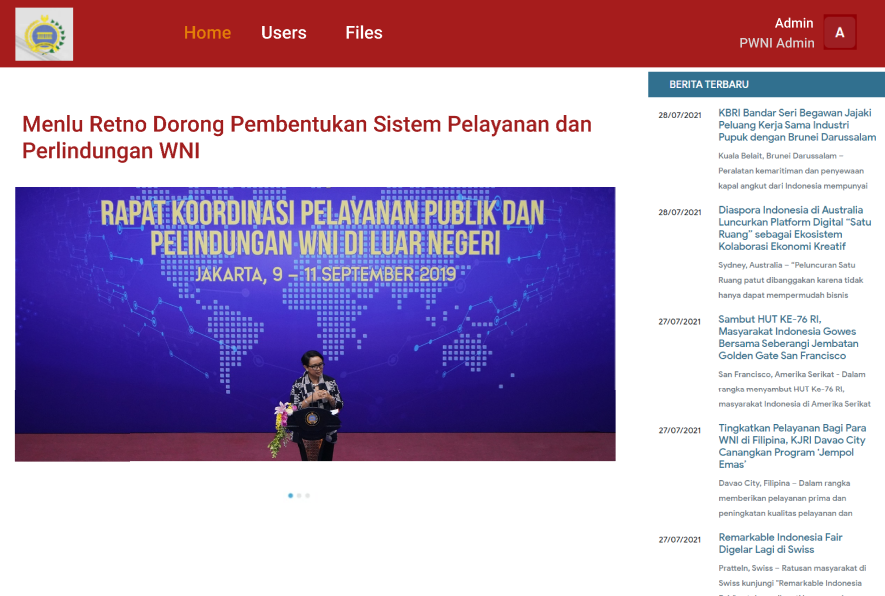 Home Users Files
Admin
PWNI Admin
A
Menlu Retno Dorong Pembentukan Sistem Pelayanan dan
Perlindungan WNI
RAPAT KOORDINASI PELAYANAN PUBLIK DAN
PELINDUNGAN WNI DI LUAR NEGERI
JAKARTA, 9 – 11 SEPTEMBER 2019
BERITA TERBARU
28/07/2021
KBRI Bandar Seri Begawan Jajaki
Peluang Kerja Sama Industri
Pupuk dengan Brunei Darussalam
Kuala Belait, Brunei Darussalam –
Peralatan kemaritiman dan penyewaan
kapal angkut dari Indonesia mempunyai
28/07/2021
Diaspora Indonesia di Australia
Luncurkan Platform Digital “Satu
Ruang” sebagai Ekosistem
Kolaborasi Ekonomi Kreatif
Sydney, Australia – “Peluncuran Satu
Ruang patut dibanggakan karena tidak
hanya dapat mempermudah bisnis
27/07/2021
Sambut HUT KE-76 RI,
Masyarakat Indonesia Gowes
Bersama Seberangi Jembatan
Golden Gate San Francisco
San Francisco, Amerika Serikat - Dalam
rangka menyambut HUT Ke-76 RI,
masyarakat Indonesia di Amerika Serikat
27/07/2021
Tingkatkan Pelayanan Bagi Para
WNI di Filipina, KJRI Davao City
Canangkan Program ‘Jempol
Emas’
Davao City, Filipina – Dalam rangka
memberikan pelayanan prima dan
peningkatan kualitas pelayanan dan
27/07/2021
Remarkable Indonesia Fair
Digelar Lagi di Swiss
Pratteln, Swiss – Ratusan masyarakat di
Swiss kunjungi “Remarkable Indonesia